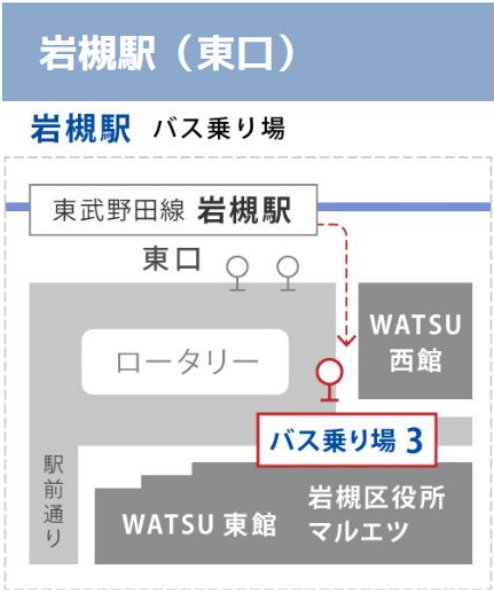 岩槻駅（東口）
岩槻駅 バス乗り場
東武野田線 岩槻駅
東口
WATSU
西館
ロータリー
バス乗り場 3
駅前通り
WATSU 東館
岩槻区役所
マルエツ